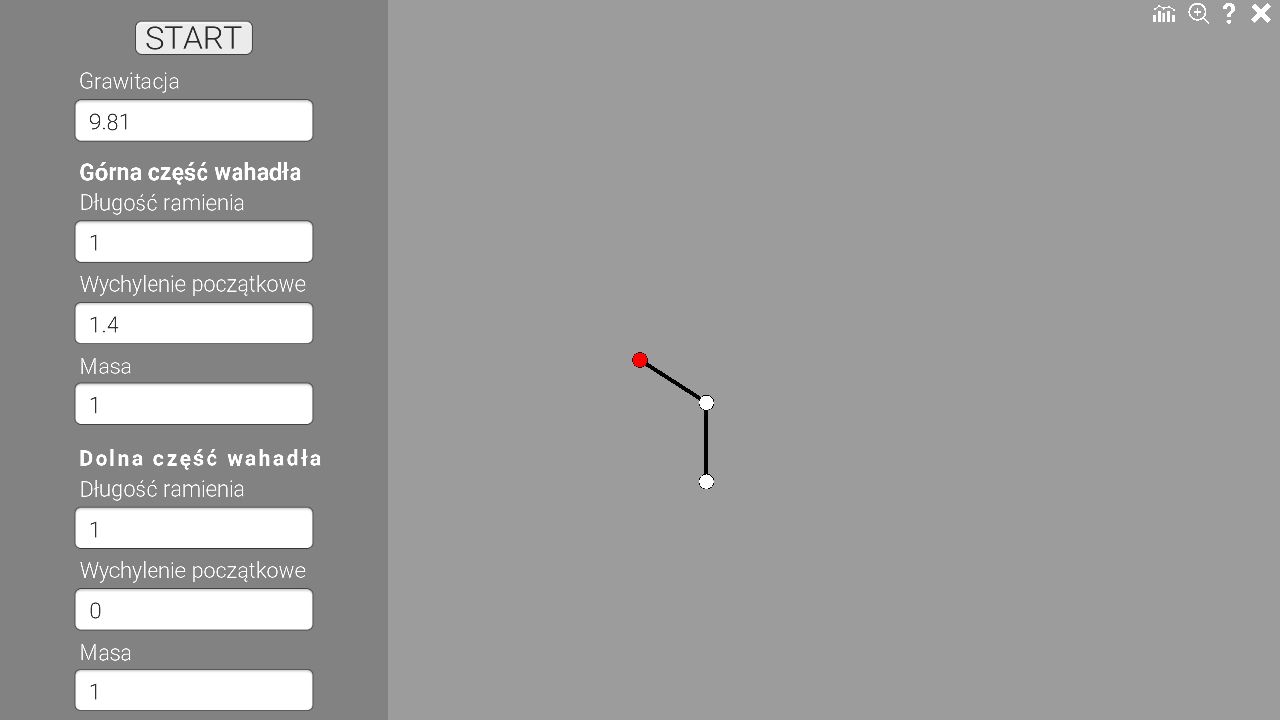 START
Grawitacja
9.81
Górna część wahadła
Długość ramienia
1
Wychylenie początkowe
1.4
Masa
1
Dolna część wahadła
Długość ramienia
1
Wychylenie początkowe
0
Masa
1
?